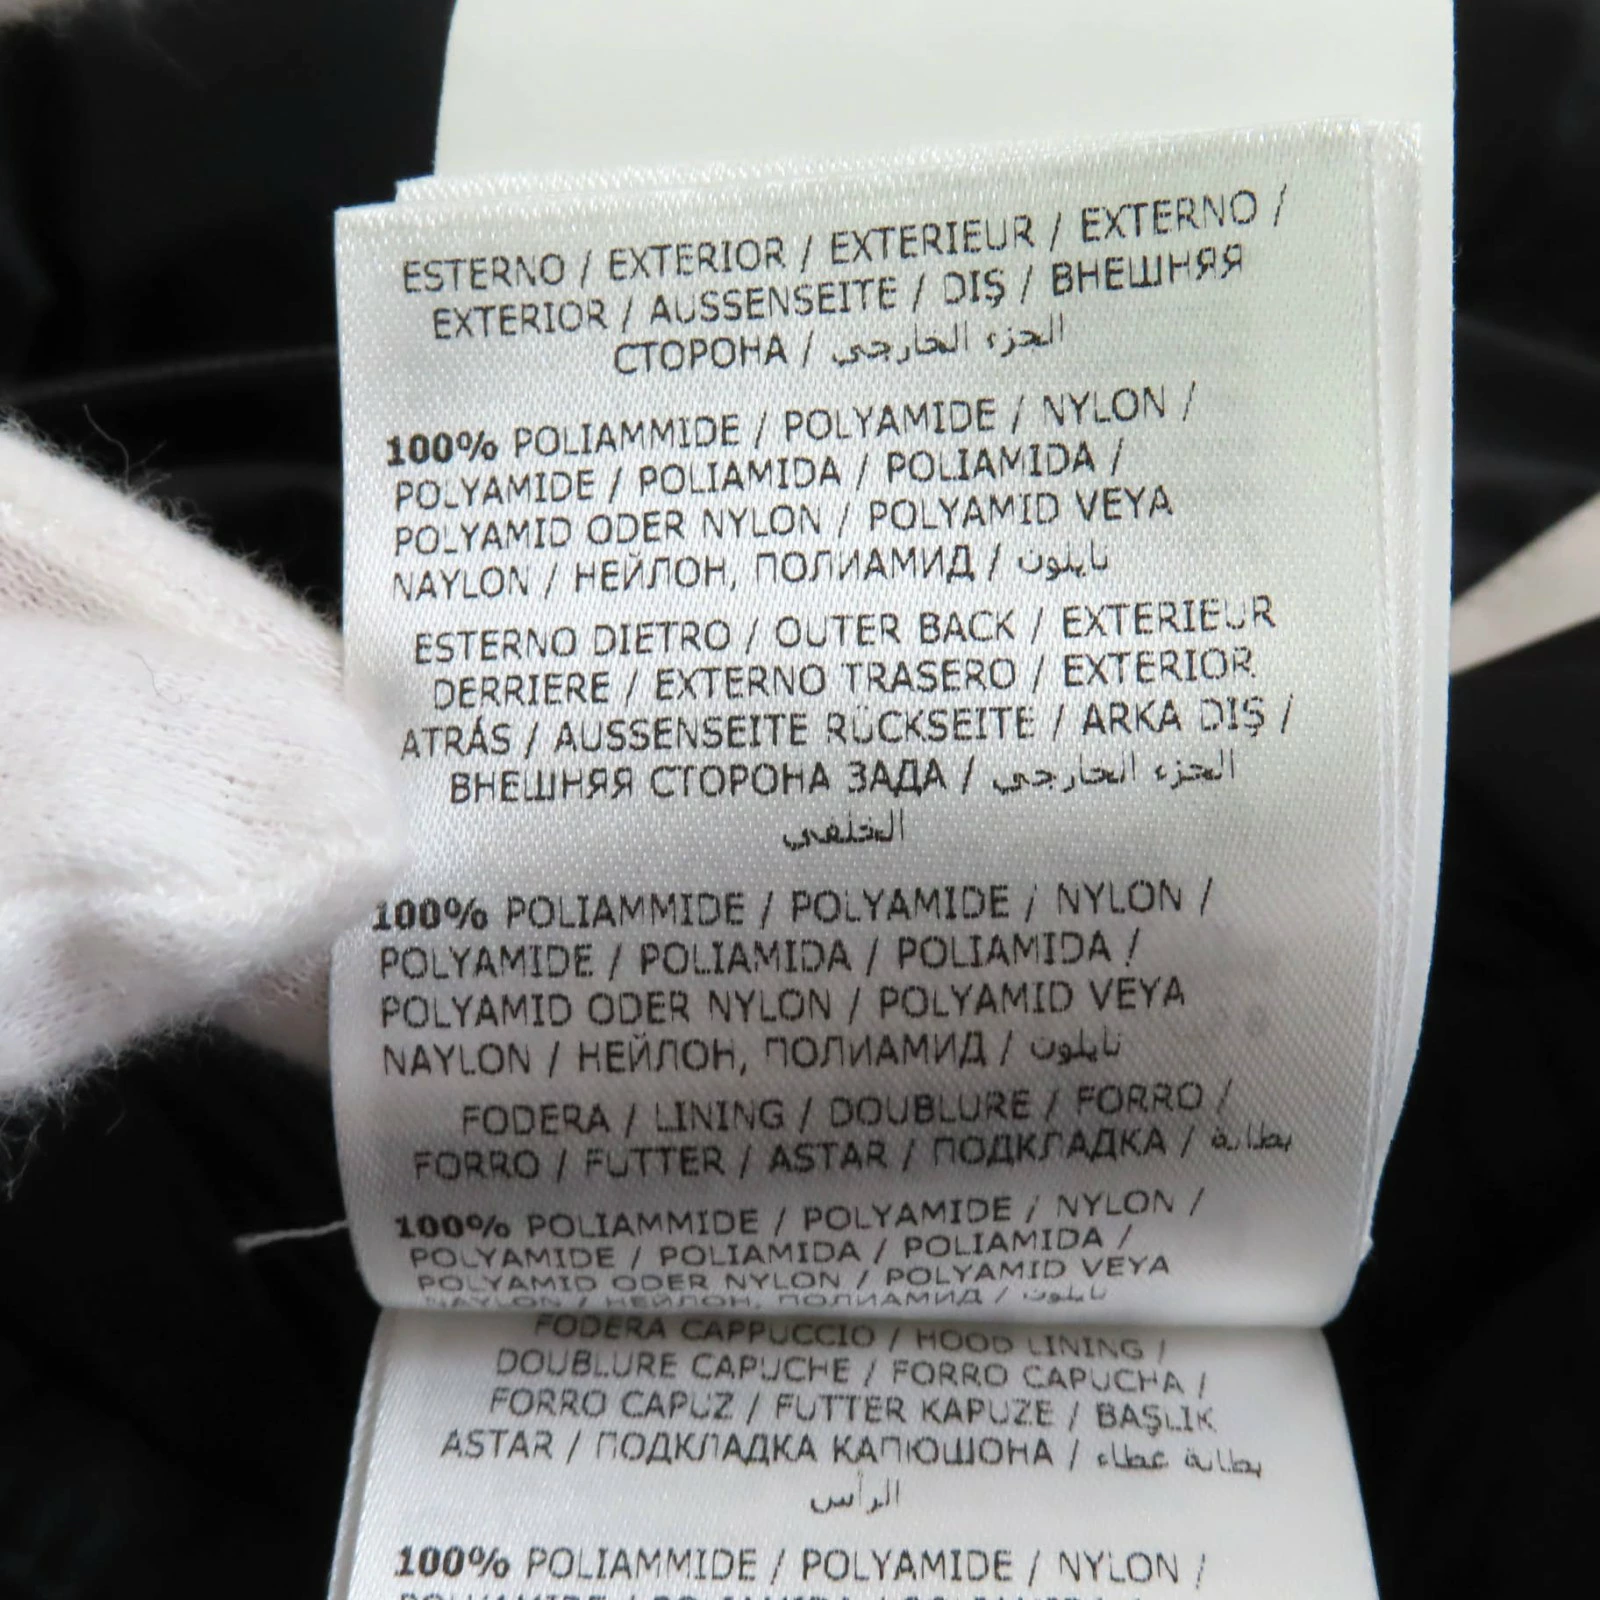 ESTERNO / EXTERIOR / EXTERIEUR / EXTERNO /
EXTERIOR / AUSSENSEITE / DIŞ / ВНЕШНЯЯ
СТОРОНА / الجزء الخارجي
100% POLIAMMIDE / POLYAMIDE / NYLON /
POLYAMIDE / POLIAMIDA / POLIAMIDA /
POLYAMID ODER NYLON / POLYAMID VEYA
NAYLON / НЕЙЛОН, ПОЛИАМИД / نايلون
ESTERNO DIETRO / OUTER BACK / EXTERIEUR
DERRIERE / EXTERNO TRASERO / EXTERIOR
ATRÁS / AUSSENSEITE RÜCKSEITE / ARKA DIŞ /
ВНЕШНЯЯ СТОРОНА ЗАДА / الجزء الخارجي
الخلفي
100% POLIAMMIDE / POLYAMIDE / NYLON /
POLYAMIDE / POLIAMIDA / POLIAMIDA /
POLYAMID ODER NYLON / POLYAMID VEYA
NAYLON / НЕЙЛОН, ПОЛИАМИД / نايلون
FODERA / LINING / DOUBLURE / FORRO /
FORRO / FUTTER / ASTAR / ПОДКЛАДКА / بطانة
100% POLIAMMIDE / POLYAMIDE / NYLON /
POLYAMIDE / POLIAMIDA / POLIAMIDA /
POLYAMID ODER NYLON / POLYAMID VEYA
NAYLON / НЕЙЛОН, ПОЛИАМИД / نايلون
FODERA CAPPUCCIO / HOOD LINING /
DOUBLURE CAPUCHE / FORRO CAPUCHA /
FORRO CAPUZ / FUTTER KAPUZE / BAŞLIK
ASTAR / ПОДКЛАДКА КАПЮШОНА / بطانة غطاء
الرأس
100% POLIAMMIDE / POLYAMIDE / NYLON /